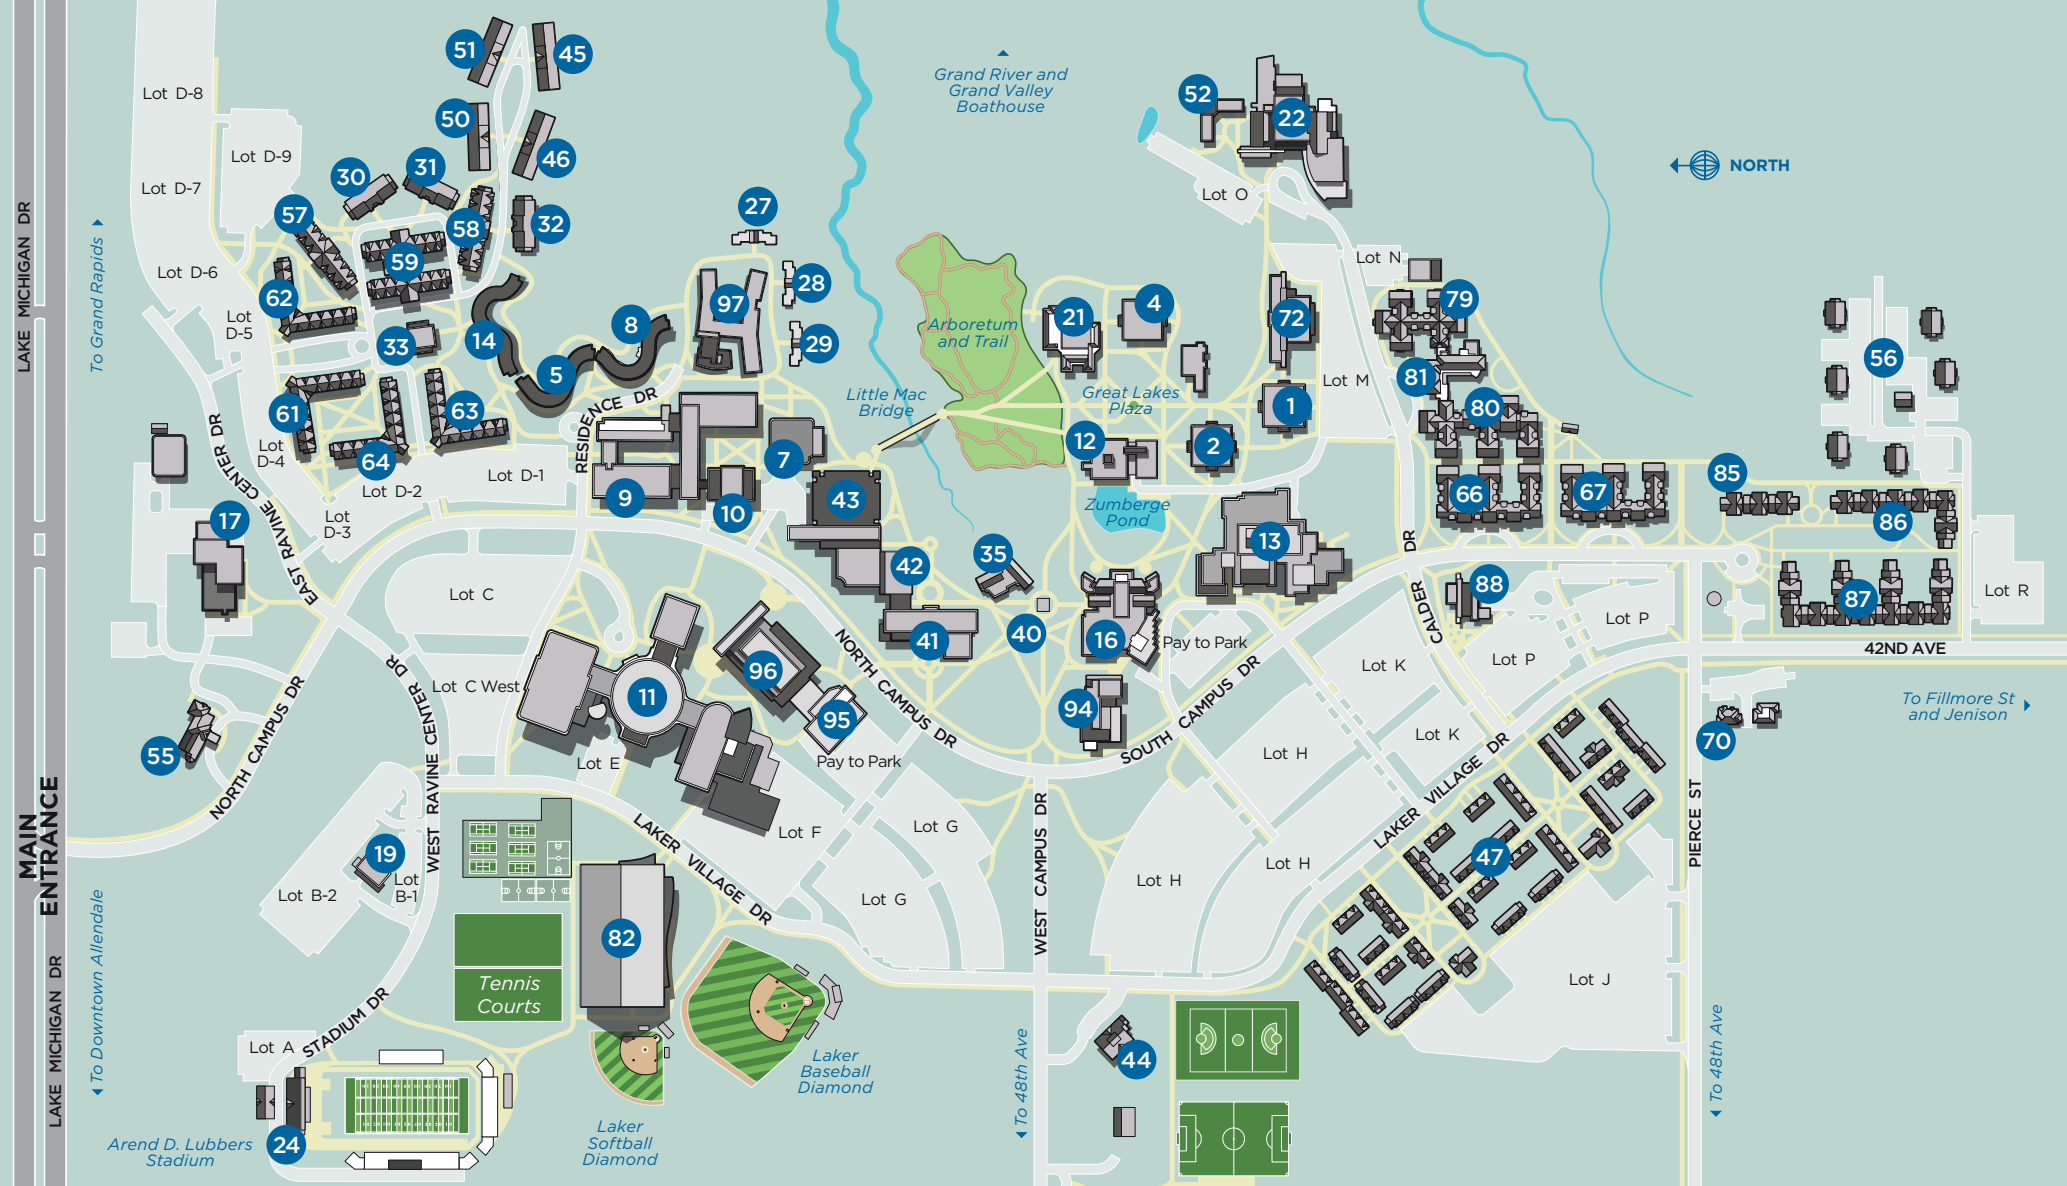 51
45
Lot D-8
50
Lot D-9
46
30
31
Lot D-7
57
58
32
59
Lot D-6
62
Lot
D-5
33
14
5
8
27
28
97
29
Grand River and
Grand Valley
Boathouse
52
22
Lot O
NORTH
LAKE MICHIGAN DR
To Grand Rapids
Arboretum
and Trail
21
4
72
Lot N
79
56
Little Mac
Bridge
Great Lakes
Plaza
Lot M
81
1
80
61
63
Lot
D-4
64
Lot D-2
Lot D-1
Lot
D-3
EAST RAVINE CENTER DR
RESIDENCE DR
9
10
7
43
12
2
Zumberge
Pond
66
67
85
86
17
13
42
35
CALDER DR
88
87
Lot R
Lot C
41
40
16
Pay to Park
Lot P
Lot P
42ND AVE
Lot K
Lot C West
96
11
95
NORTH CAMPUS DR
94
SOUTH CAMPUS DR
To Fillmore St
and Jenison
55
NORTH CAMPUS DR
WEST RAVINE CENTER DR
Lot E
Pay to Park
Lot H
Lot K
70
MAIN
ENTRANCE
19
Lot
B-1
Lot B-2
LAKER VILLAGE DR
Lot F
Lot G
Lot G
WEST CAMPUS DR
Lot H
Lot H
LAKER VILLAGE DR
47
PIERCE ST
82
Tennis
Courts
Lot J
LAKE MICHIGAN DR
To Downtown Allendale
Lot A
STADIUM DR
24
Arend D. Lubbers
Stadium
Laker
Softball
Diamond
Laker
Baseball
Diamond
To 48th Ave
44
To 48th Ave